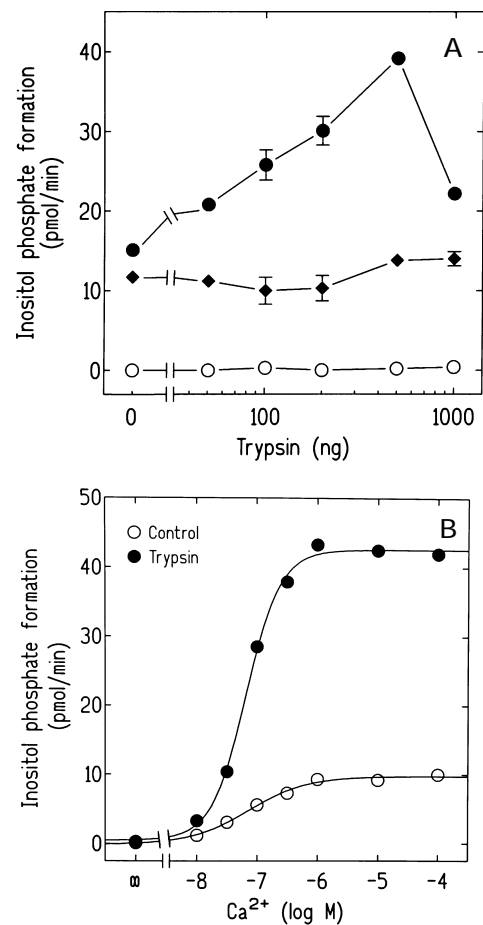 A
Inositol phosphate formation
(pmol/min)
40
30
20
10
0
0
100
1000
Trypsin (ng)
B
Control
Trypsin
Inositol phosphate formation
(pmol/min)
50
40
30
20
10
0
∞
-8
-7
-6
-5
-4
Ca²⁺ (log M)